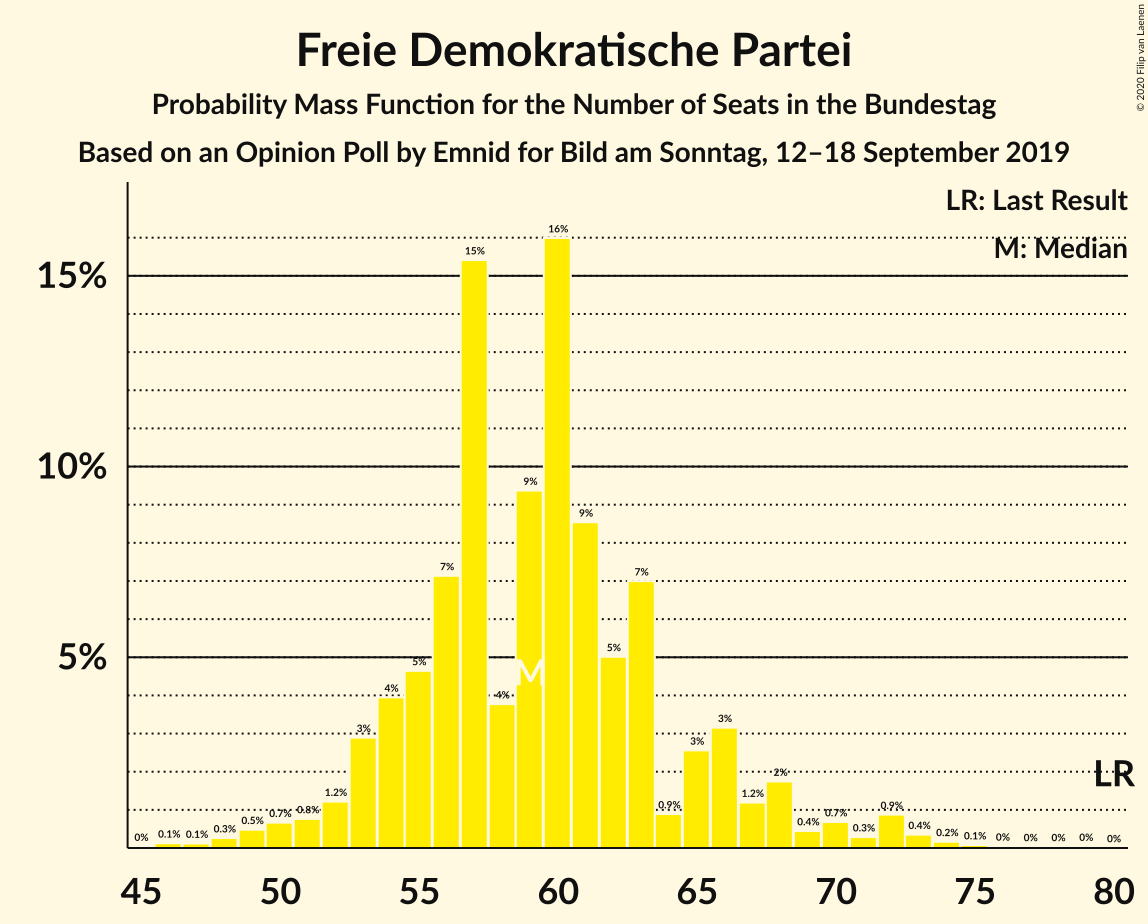 Freie Demokratische Partei
Probability Mass Function for the Number of Seats in the Bundestag
Based on an Opinion Poll by Emnid for Bild am Sonntag, 12–18 September 2019
© 2020 Filip van Laenen
LR: Last Result
M: Median
15%
10%
5%
0% 0.1% 0.1% 0.3% 0.5% 0.7% 0.8% 1.2% 3% 4% 5% 7% 15% 4% 9% 16% 9% 5% 7% 0.9% 3% 3% 1.2% 2% 0.4% 0.7% 0.3% 0.9% 0.4% 0.2% 0.1% 0% 0% 0% 0% 0%
M
LR
45 50 55 60 65 70 75 80